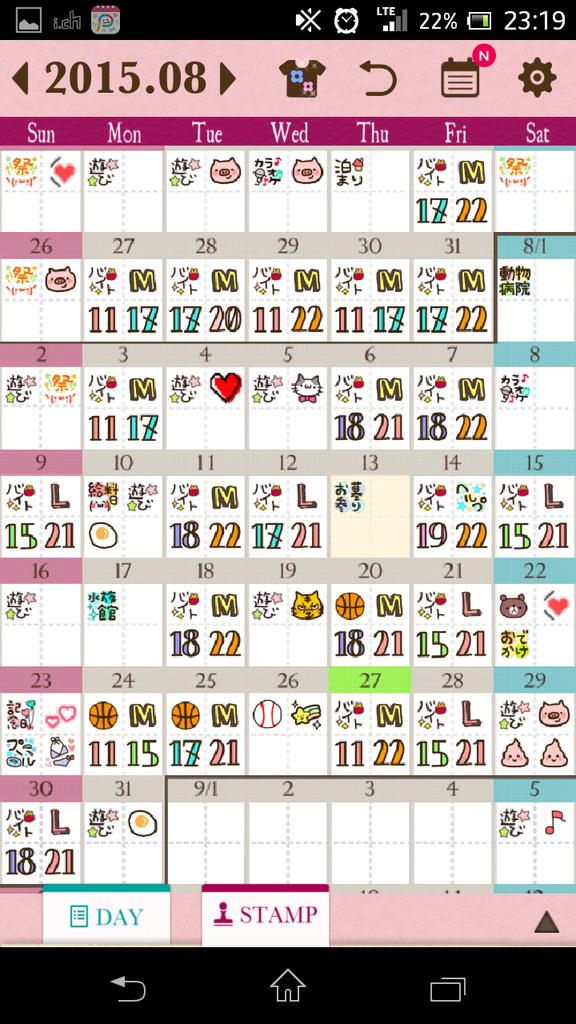 i.ch LTE 22% 23:19
2015.08 N
Sun Mon Tue Wed Thu Fri Sat
祭 遊び 遊び カラオケ 泊まり バイト M 祭
17 22
26 27 28 29 30 31 8/1
祭 バイト M バイト M バイト M バイト M バイト M 動物病院
11 17 17 20 11 22 11 17 17 22
2 3 4 5 6 7 8
遊び 祭 バイト M 遊び 遊び バイト M バイト M カラオケ
11 17 18 21 18 22
9 10 11 12 13 14 15
バイト L 給料日 遊び バイト M バイト L お墓参り バイト ヘルプ バイト L
15 21 18 22 17 21 19 22 15 21
16 17 18 19 20 21 22
遊び 水族館 バイト M 遊び M バイト L
18 22 18 21 15 21 おでかけ
23 24 25 26 27 28 29
記念日 M M バイト M バイト L 遊び
プール 11 15 17 21 11 22 15 21
30 31 9/1 2 3 4 5
バイト L 遊び 遊び
18 21
DAY STAMP